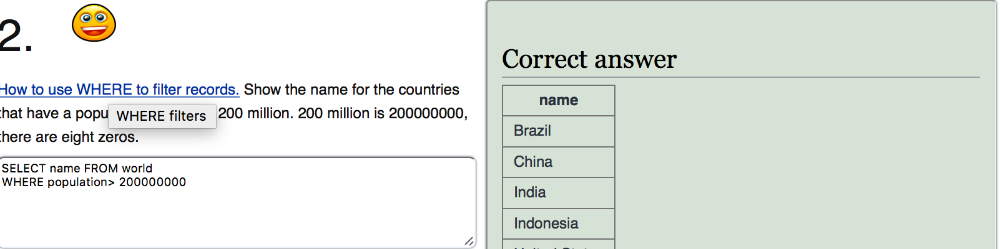 2.
How to use WHERE to filter records. Show the name for the countries
that have a popu
WHERE filters
200 million. 200 million is 200000000,
there are eight zeros.
SELECT name FROM world
WHERE population> 200000000
Correct answer
name
Brazil
China
India
Indonesia